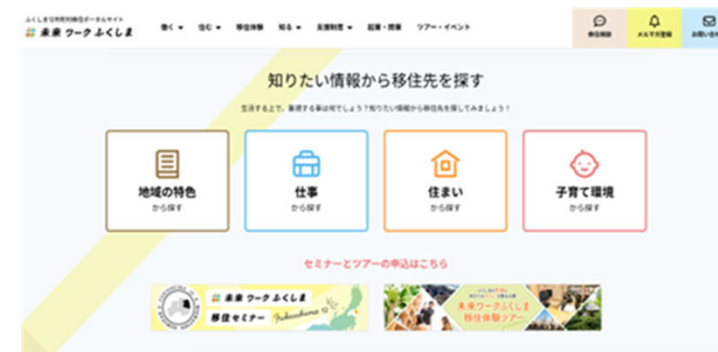 ふくしま12市町村移住ポータルサイト
未来ワークふくしま
働く 住む 移住体験 知る 支援制度 起業・開業 ツアー・イベント
移住相談 メルマガ登録 お問い合わ
知りたい情報から移住先を探す
生活する上で、重視する事は何でしょう？知りたい情報から移住先を探してみましょう！
地域の特色 仕事 住まい 子育て環境
から探す から探す から探す から探す
セミナーとツアーの申込はこちら
未来ワークふくしま
移住セミナー Fukushima 12
未来ワークふくしま
移住体験ツアー